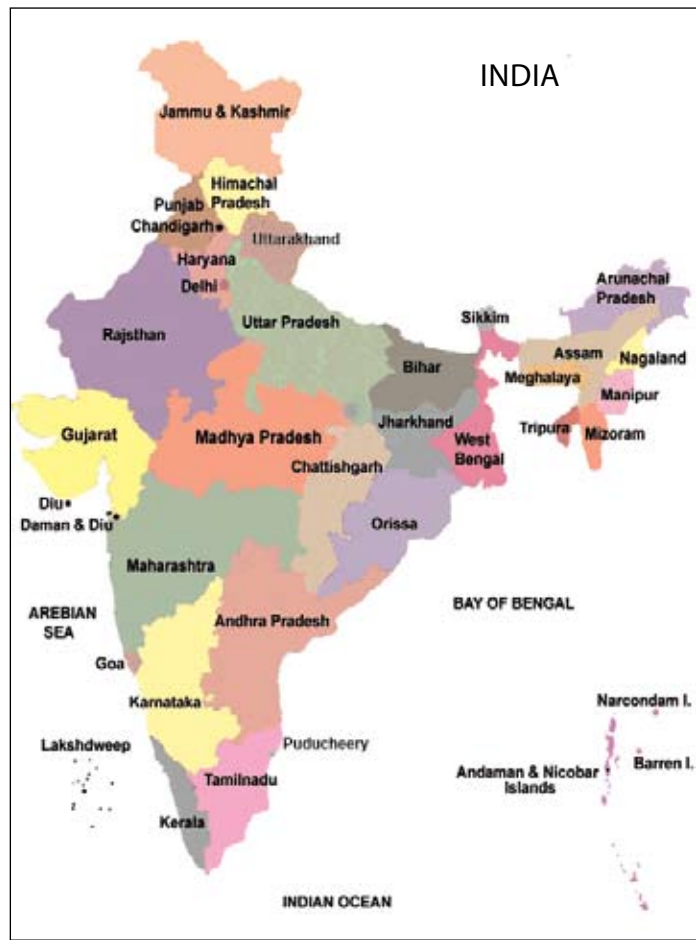 INDIA
Jammu & Kashmir
Himachal
Pradesh
Punjab
Chandigarh
Uttarakhand
Haryana
Delhi
Arunachal
Pradesh
Rajsthan
Uttar Pradesh
Sikkim
Assam
Nagaland
Bihar
Meghalaya
Manipur
Gujarat
Madhya Pradesh
Jharkhand
West
Bengal
Tripura
Mizoram
Chattishgarh
Diu
Daman & Diu
Orissa
Maharashtra
AREBIAN
SEA
BAY OF BENGAL
Andhra Pradesh
Goa
Karnataka
Narcondam I.
Lakshdweep
Puducheery
Barren I.
Andaman & Nicobar
Islands
Tamilnadu
Kerala
INDIAN OCEAN